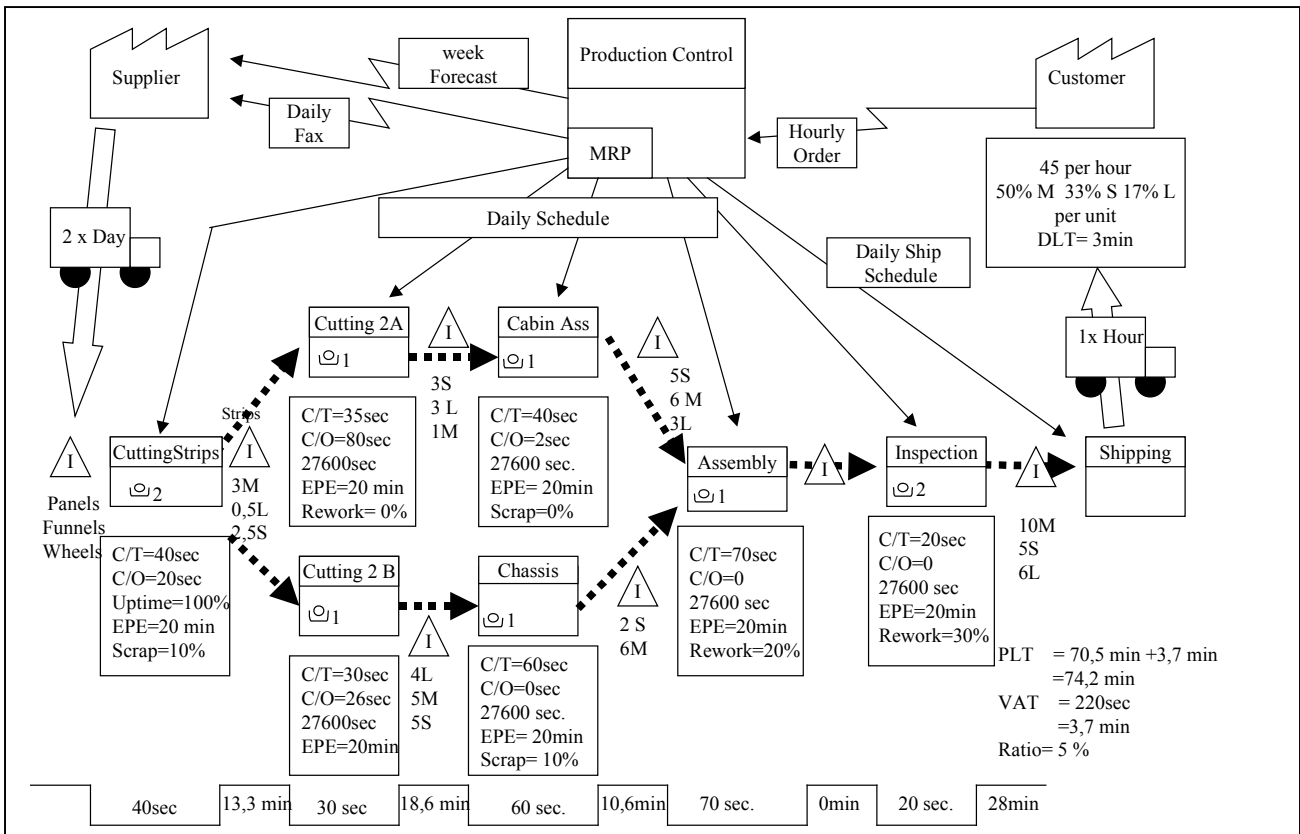 Supplier
week
Forecast
Daily
Fax
Production Control
MRP
Customer
Hourly
Order
45 per hour
50% M  33% S 17% L
per unit
DLT= 3min
2 x Day
Daily Schedule
Daily Ship
Schedule
1x Hour
I
Panels
Funnels
Wheels
CuttingStrips
2
C/T=40sec
C/O=20sec
Uptime=100%
EPE=20 min
Scrap=10%
Strips
I
3M
0,5L
2,5S
Cutting 2A
1
C/T=35sec
C/O=80sec
27600sec
EPE=20 min
Rework= 0%
I
3S
3 L
1M
Cabin Ass
1
C/T=40sec
C/O=2sec
27600 sec.
EPE= 20min
Scrap=0%
I
5S
6 M
3L
Cutting 2 B
1
C/T=30sec
C/O=26sec
27600sec
EPE=20min
I
4L
5M
5S
Chassis
1
C/T=60sec
C/O=0sec
27600 sec.
EPE= 20min
Scrap= 10%
I
2 S
6M
Assembly
1
C/T=70sec
C/O=0
27600 sec
EPE=20min
Rework=20%
I
Inspection
2
C/T=20sec
C/O=0
27600 sec
EPE=20min
Rework=30%
I
10M
5S
6L
Shipping
PLT = 70,5 min +3,7 min
=74,2 min
VAT = 220sec
=3,7 min
Ratio= 5 %
40sec
13,3 min
30 sec
18,6 min
60 sec.
10,6min
70 sec.
0min
20 sec.
28min